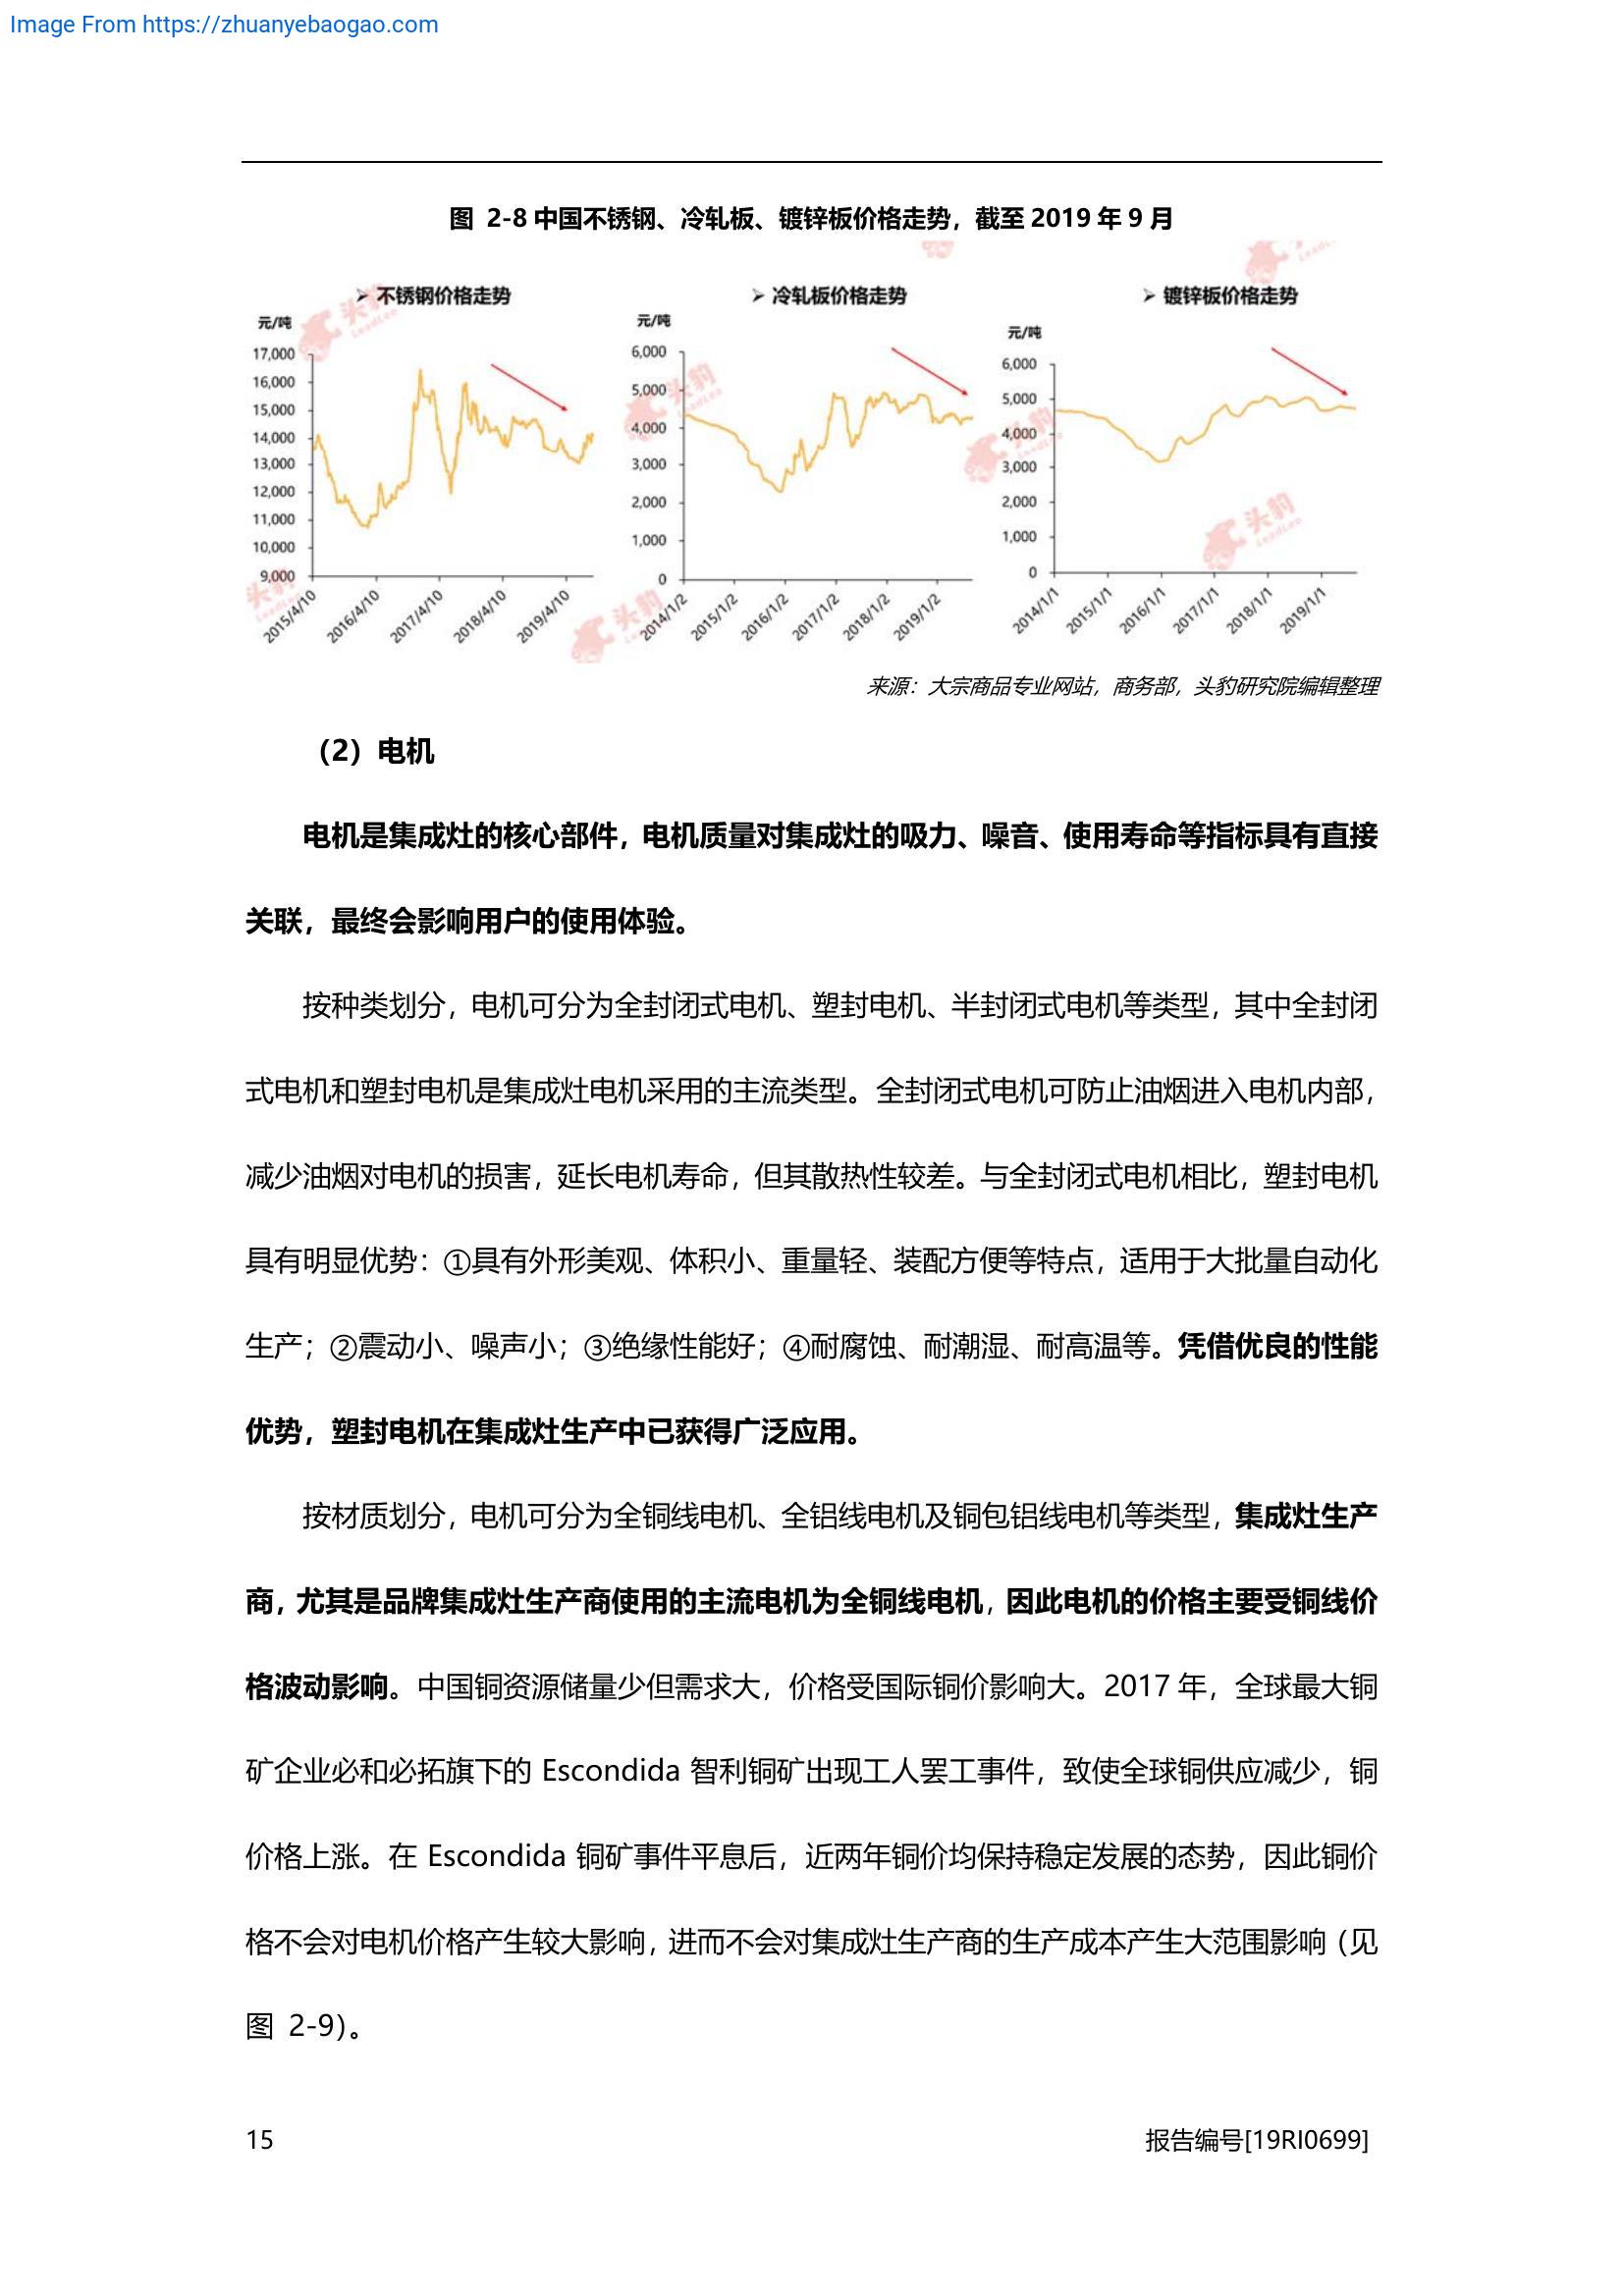 Image From https://zhuanyebaogao.com
图 2-8 中国不锈钢、冷轧板、镀锌板价格走势，截至 2019 年 9 月
➢ 不锈钢价格走势
元/吨
17,000
16,000
15,000
14,000
13,000
12,000
11,000
10,000
9,000
2015/4/10
2016/4/10
2017/4/10
2018/4/10
2019/4/10
➢ 冷轧板价格走势
元/吨
6,000
5,000
4,000
3,000
2,000
1,000
0
2014/1/2
2015/1/2
2016/1/2
2017/1/2
2018/1/2
2019/1/2
➢ 镀锌板价格走势
元/吨
6,000
5,000
4,000
3,000
2,000
1,000
0
2014/1/1
2015/1/1
2016/1/1
2017/1/1
2018/1/1
2019/1/1
头豹
LeadLeo
来源：大宗商品专业网站，商务部，头豹研究院编辑整理
（2）电机
电机是集成灶的核心部件，电机质量对集成灶的吸力、噪音、使用寿命等指标具有直接
关联，最终会影响用户的使用体验。
按种类划分，电机可分为全封闭式电机、塑封电机、半封闭式电机等类型，其中全封闭
式电机和塑封电机是集成灶电机采用的主流类型。全封闭式电机可防止油烟进入电机内部，
减少油烟对电机的损害，延长电机寿命，但其散热性较差。与全封闭式电机相比，塑封电机
具有明显优势：①具有外形美观、体积小、重量轻、装配方便等特点，适用于大批量自动化
生产；②震动小、噪声小；③绝缘性能好；④耐腐蚀、耐潮湿、耐高温等。凭借优良的性能
优势，塑封电机在集成灶生产中已获得广泛应用。
按材质划分，电机可分为全铜线电机、全铝线电机及铜包铝线电机等类型，集成灶生产
商，尤其是品牌集成灶生产商使用的主流电机为全铜线电机，因此电机的价格主要受铜线价
格波动影响。中国铜资源储量少但需求大，价格受国际铜价影响大。2017 年，全球最大铜
矿企业必和必拓旗下的 Escondida 智利铜矿出现工人罢工事件，致使全球铜供应减少，铜
价格上涨。在 Escondida 铜矿事件平息后，近两年铜价均保持稳定发展的态势，因此铜价
格不会对电机价格产生较大影响，进而不会对集成灶生产商的生产成本产生大范围影响（见
图 2-9）。
15
报告编号[19RI0699]